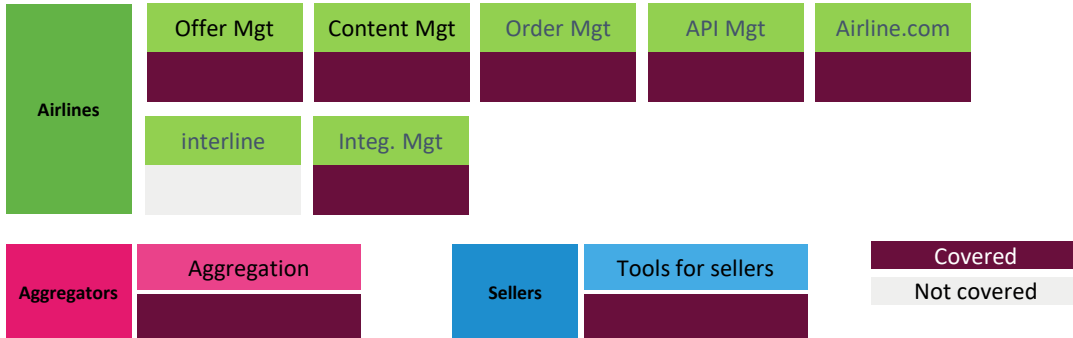 Offer Mgt
Content Mgt
Order Mgt
API Mgt
Airline.com
Airlines
interline
Integ. Mgt
Aggregators
Aggregation
Sellers
Tools for sellers
Covered
Not covered